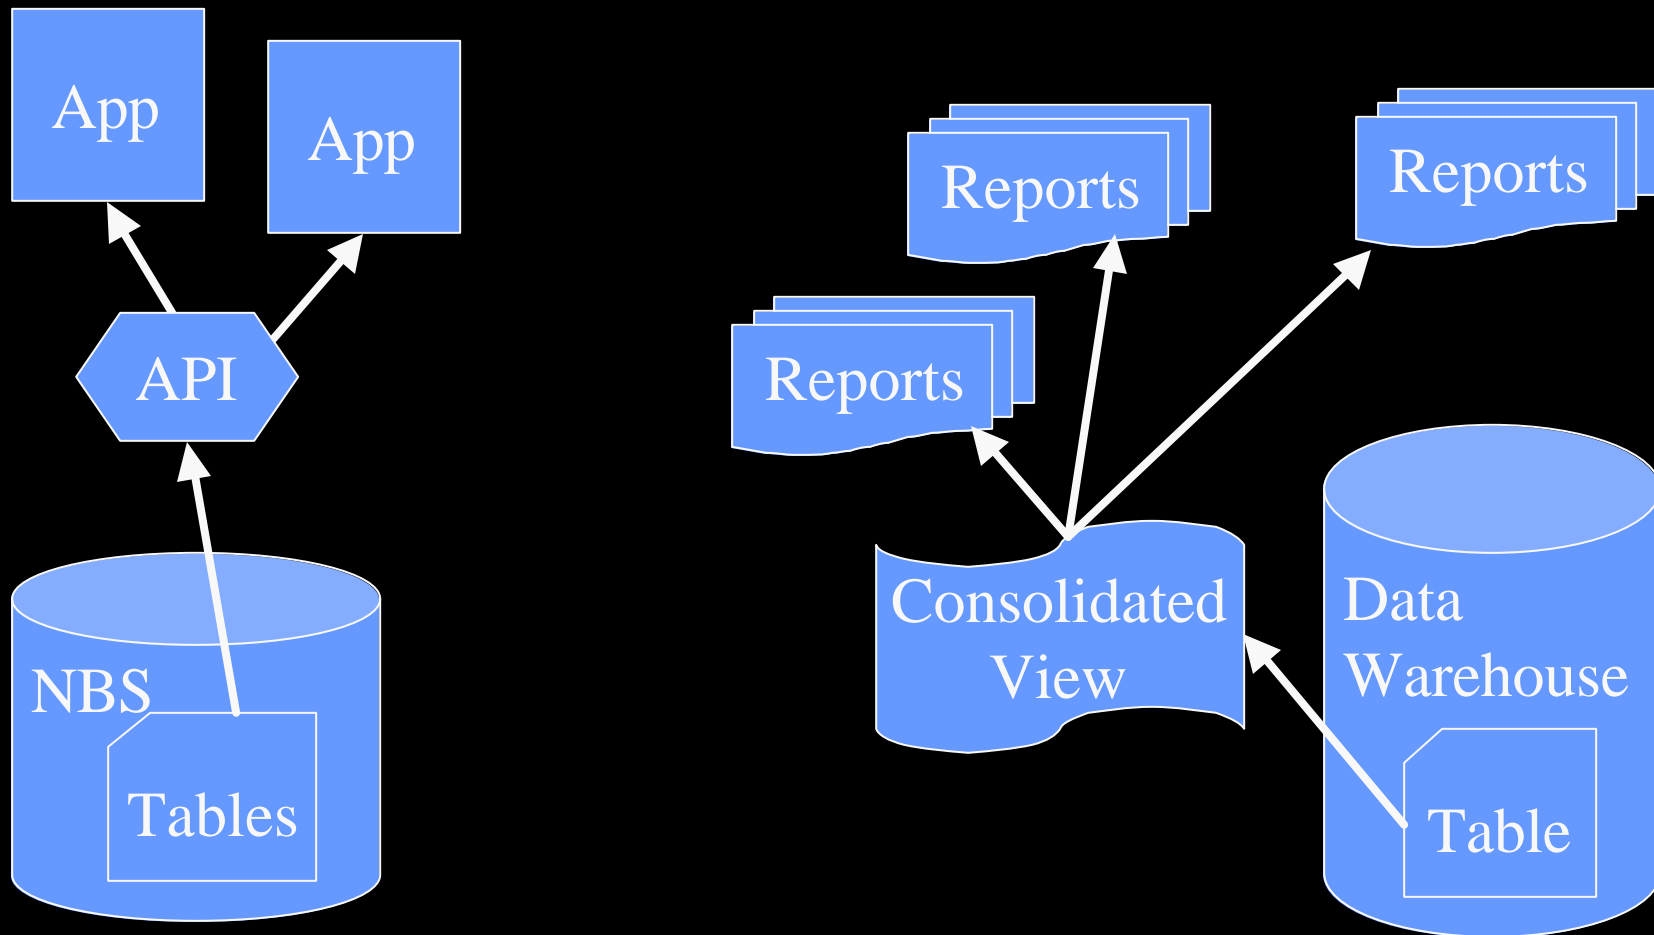 App
App
API
NBS
Tables
Reports
Reports
Reports
Consolidated
View
Data
Warehouse
Table